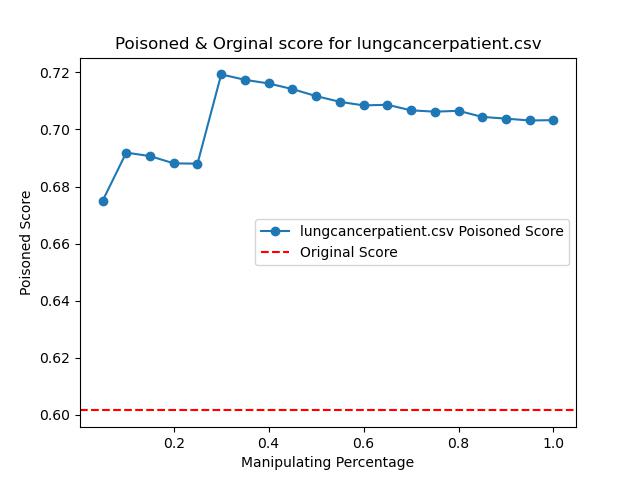 Poisoned & Orginal score for lungcancerpatient.csv
0.72
0.70
0.68
0.66
0.64
0.62
0.60
Poisoned Score
lungcancerpatient.csv Poisoned Score
Original Score
0.2
0.4
0.6
0.8
1.0
Manipulating Percentage